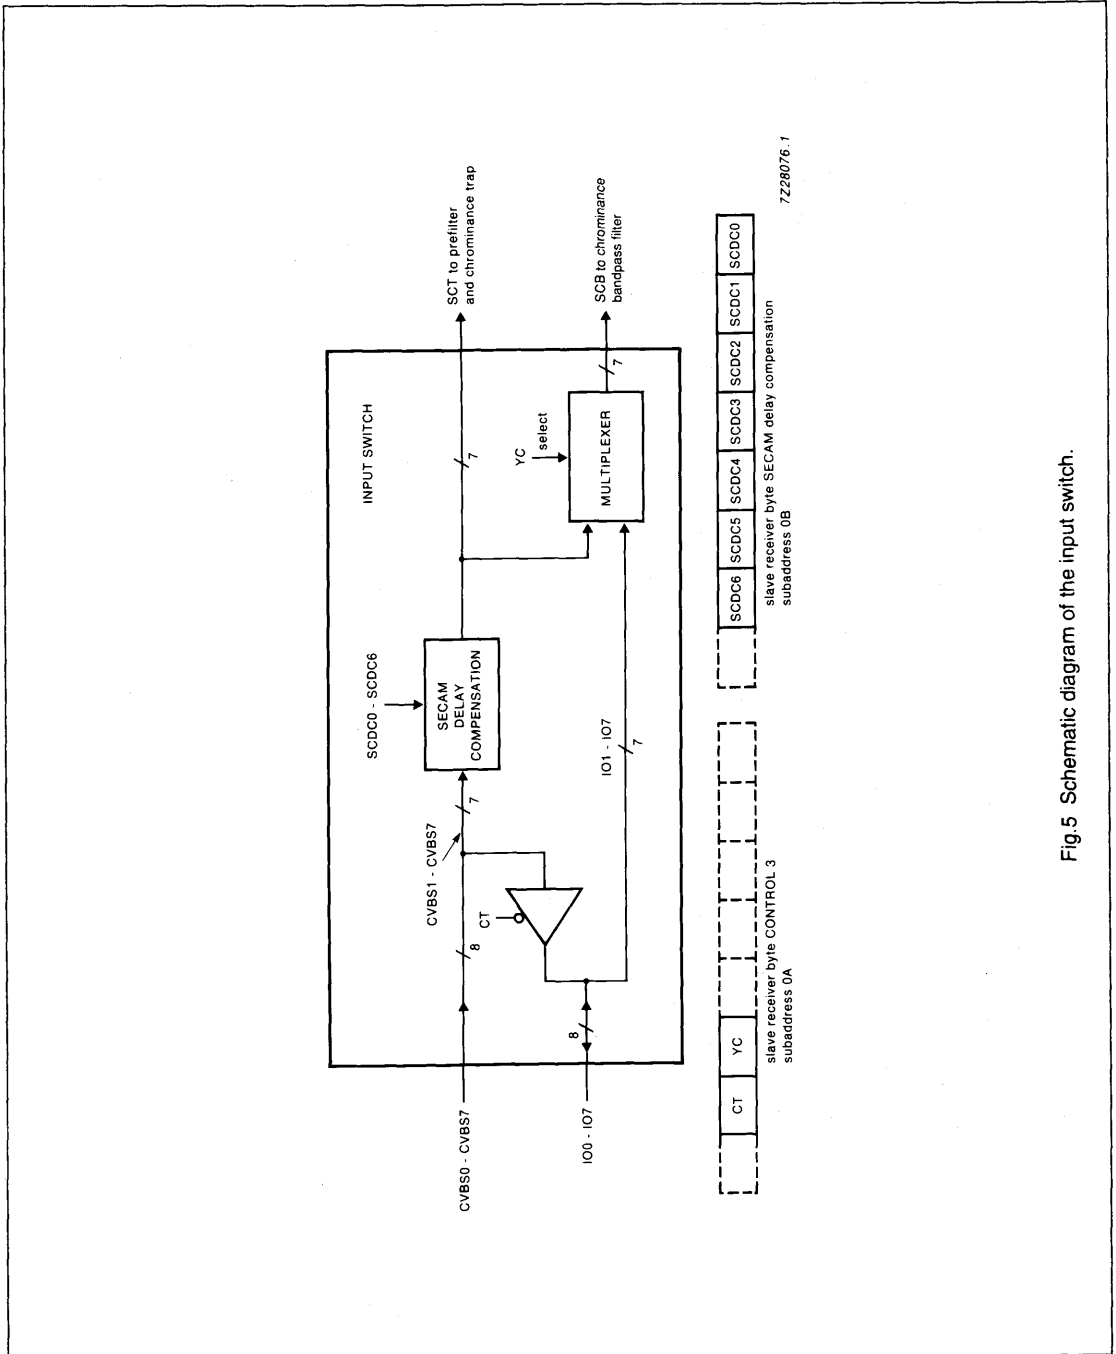 INPUT SWITCH
SCDC0 - SCDC6
SECAM
DELAY
COMPENSATION
SCT to prefilter
and chrominance trap
7
CVBS1 - CVBS7
7
YC
select
MULTIPLEXER
7
SCB to chrominance
bandpass filter
CVBS0 - CVBS7
8
CT
IO1 - IO7
7
8
IO0 - IO7
CT YC
slave receiver byte CONTROL 3
subaddress 0A
SCDC6 SCDC5 SCDC4 SCDC3 SCDC2 SCDC1 SCDC0
slave receiver byte SECAM delay compensation
subaddress 0B
7Z28076.1
Fig.5 Schematic diagram of the input switch.